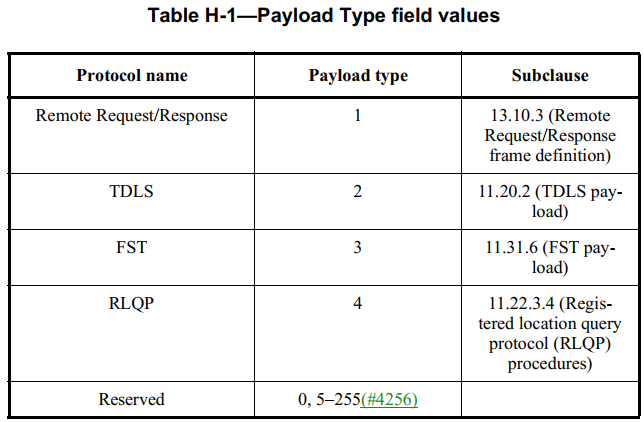 Table H-1—Payload Type field values
Protocol name Payload type Subclause
Remote Request/Response 1 13.10.3 (Remote
Request/Response
frame definition)
TDLS 2 11.20.2 (TDLS pay-
load)
FST 3 11.31.6 (FST pay-
load)
RLQP 4 11.22.3.4 (Regis-
tered location query
protocol (RLQP)
procedures)
Reserved 0, 5–255(#4256)